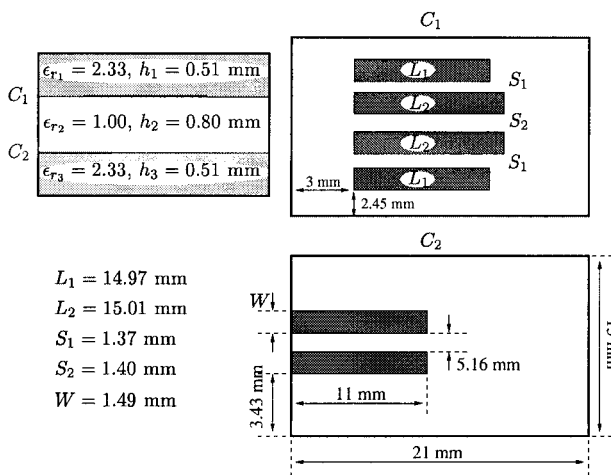 C₁
ϵr₁ = 2.33, h₁ = 0.51 mm
C₁
ϵr₂ = 1.00, h₂ = 0.80 mm
C₂
ϵr₃ = 2.33, h₃ = 0.51 mm
L₁
S₁
L₂
S₂
L₂
S₁
L₁
3 mm
2.45 mm
C₂
L₁ = 14.97 mm
L₂ = 15.01 mm
S₁ = 1.37 mm
S₂ = 1.40 mm
W = 1.49 mm
W
5.16 mm
3.43 mm
11 mm
21 mm